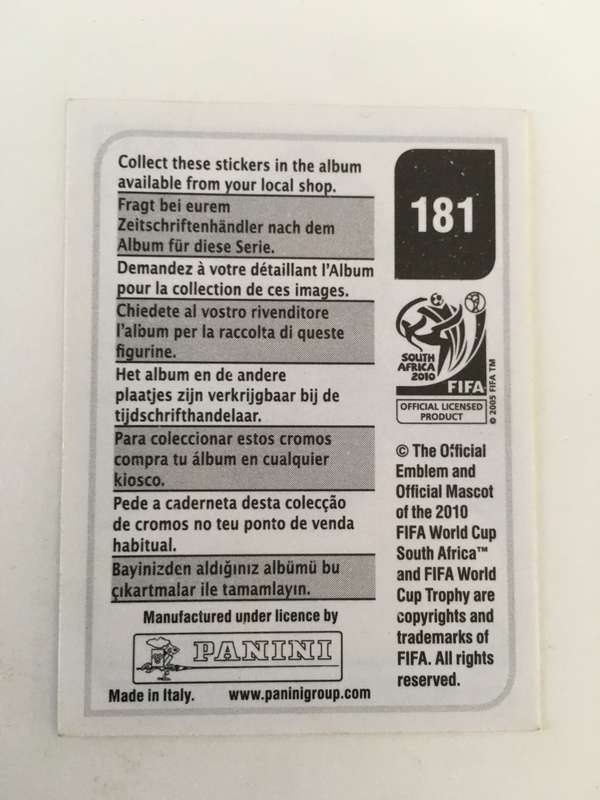 Collect these stickers in the album
available from your local shop.
Fragt bei eurem
Zeitschriftenhändler nach dem
Album für diese Serie.
Demandez à votre détaillant l'Album
pour la collection de ces images.
Chiedete al vostro rivenditore
l'album per la raccolta di queste
figurine.
Het album en de andere
plaatjes zijn verkrijgbaar bij de
tijdschrifthandelaar.
Para coleccionar estos cromos
compra tu álbum en cualquier
kiosco.
Pede a caderneta desta colecção
de cromos no teu ponto de venda
habitual.
Bayinizden aldığınız albümü bu
çıkartmalar ile tamamlayın.
Manufactured under licence by
PANINI
Made in Italy. www.paninigroup.com
181
SOUTH
AFRICA
2010
FIFA
OFFICIAL LICENSED
PRODUCT
© 2005 FIFA TM
© The Official
Emblem and
Official Mascot
of the 2010
FIFA World Cup
South Africa™
and FIFA World
Cup Trophy are
copyrights and
trademarks of
FIFA. All rights
reserved.